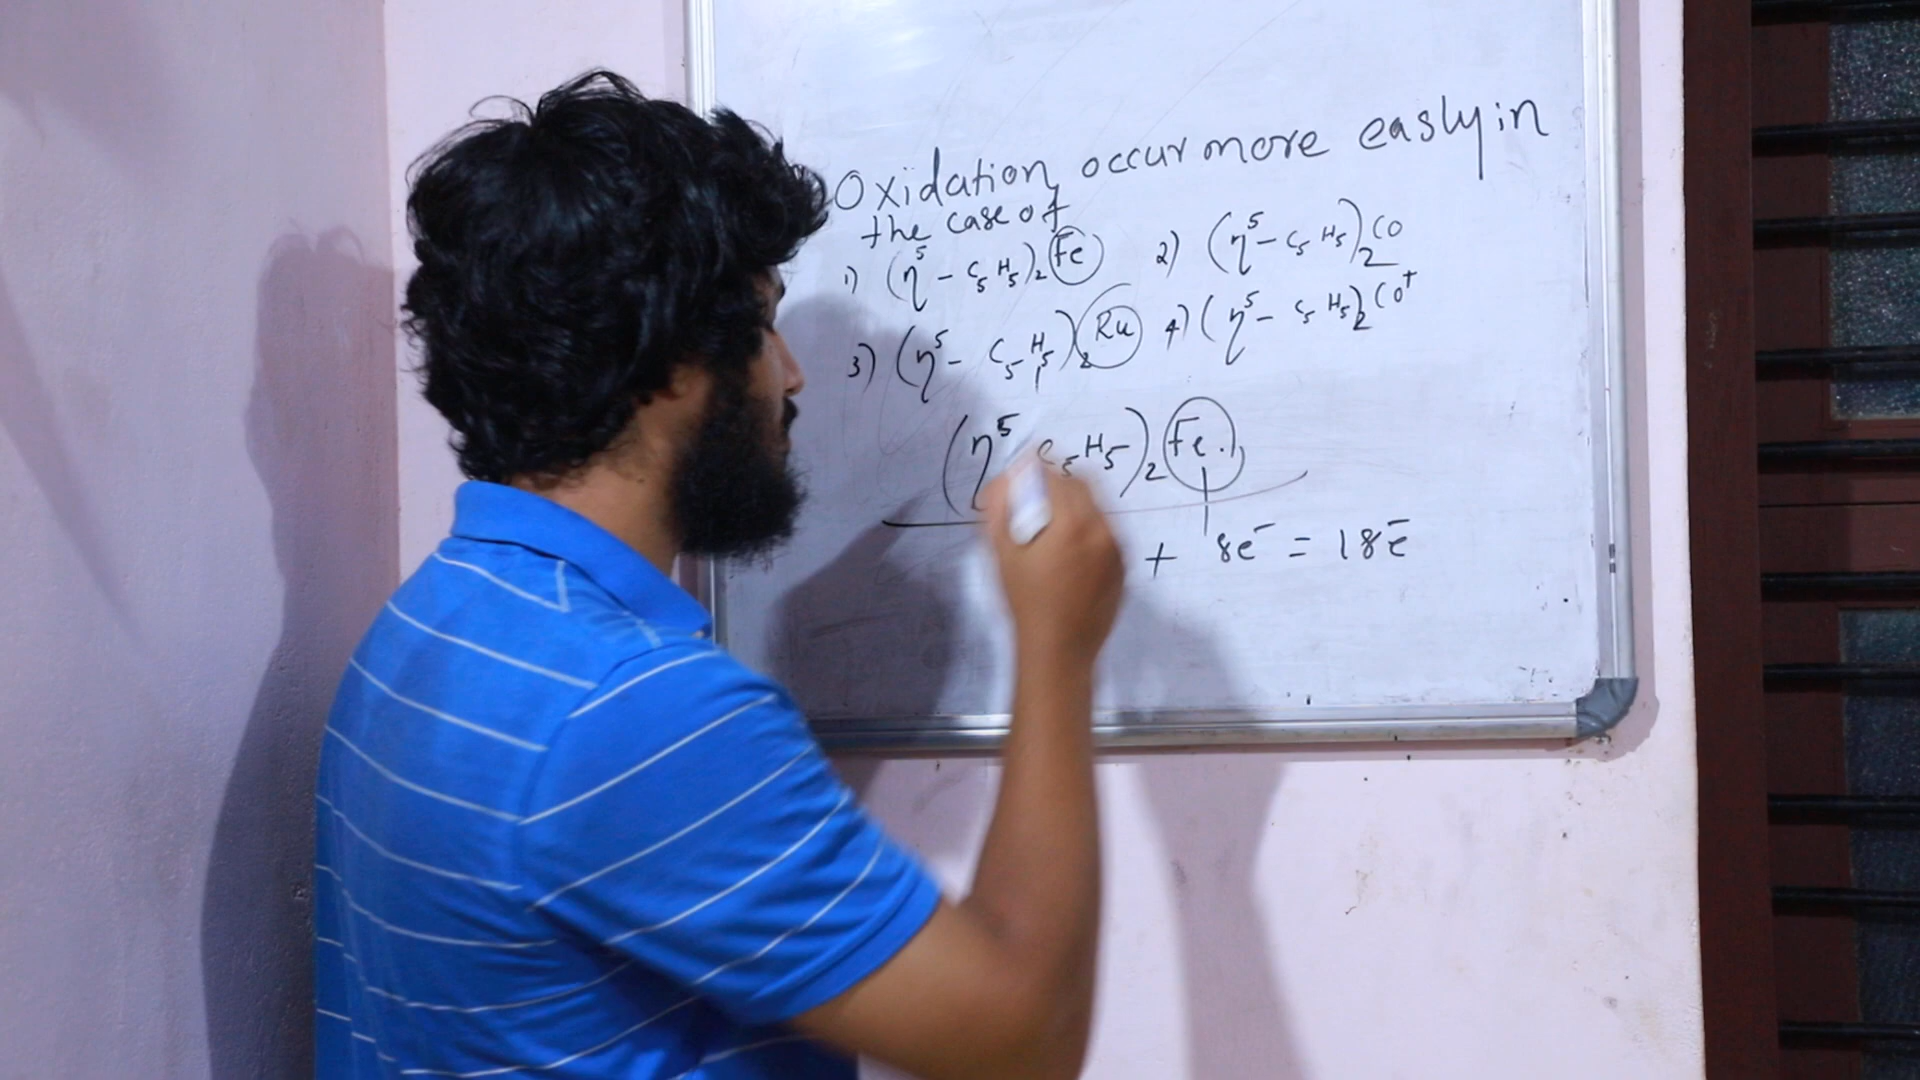 Oxidation occur more easly in
the case of
1) (η⁵ - C₅H₅)₂ Fe 2) (η⁵ - C₅H₅)₂ CO
3) (η⁵ - C₅H₅)₂ Ru 4) (η⁵ - C₅H₅)₂ CO⁺
(η⁵ C₅H₅)₂ Fe
+ 8e⁻ = 18e⁻